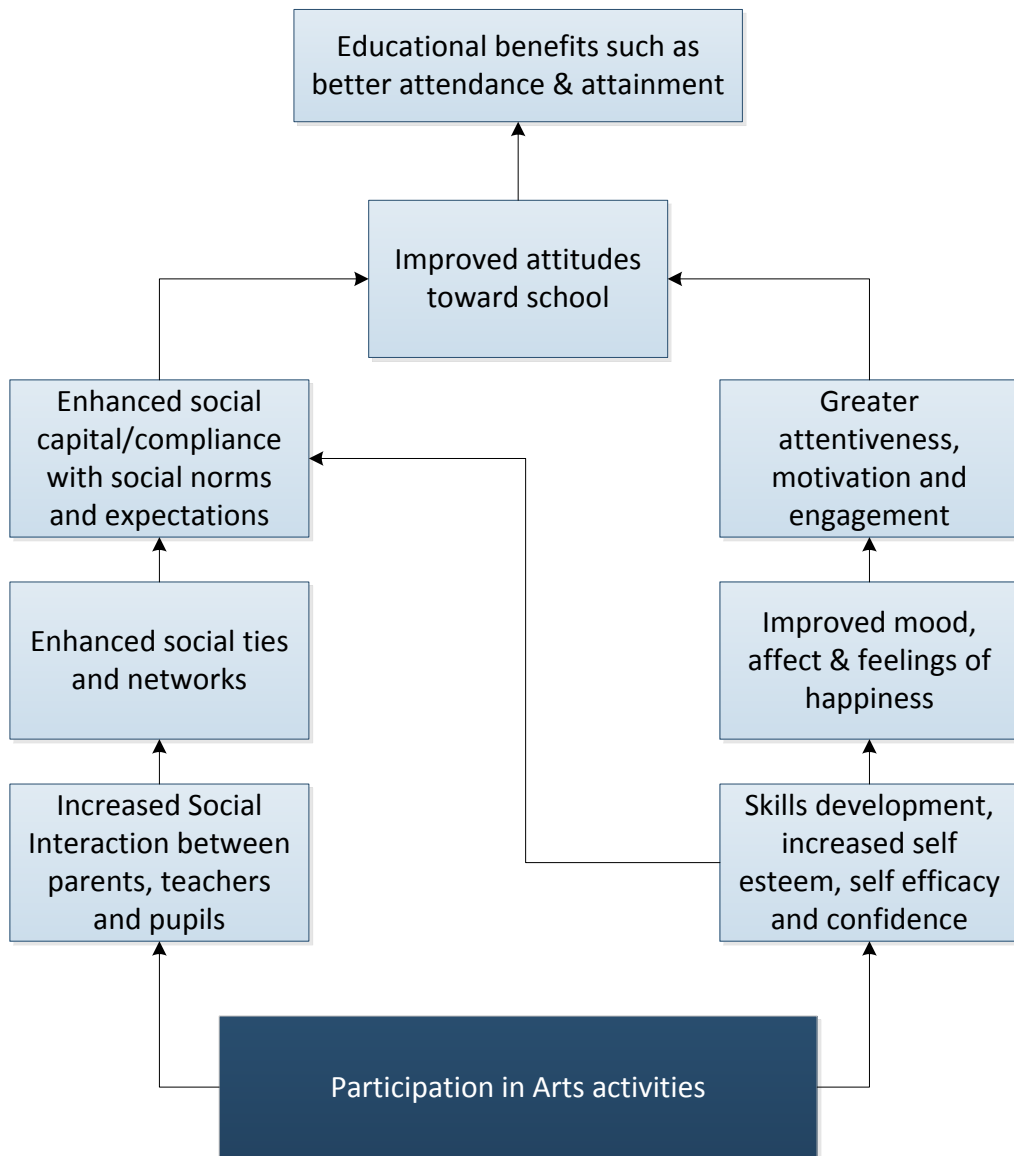 Educational benefits such as
better attendance & attainment
Improved attitudes
toward school
Enhanced social
capital/compliance
with social norms
and expectations
Greater
attentiveness,
motivation and
engagement
Enhanced social ties
and networks
Improved mood,
affect & feelings of
happiness
Increased Social
Interaction between
parents, teachers
and pupils
Skills development,
increased self
esteem, self efficacy
and confidence
Participation in Arts activities